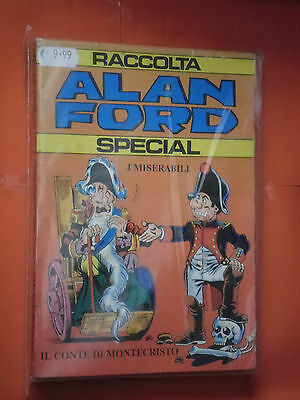 € 9.99
RACCOLTA
ALAN
FORD
SPECIAL
I MISERABILI
IL CONTE DI MONTECRISTO